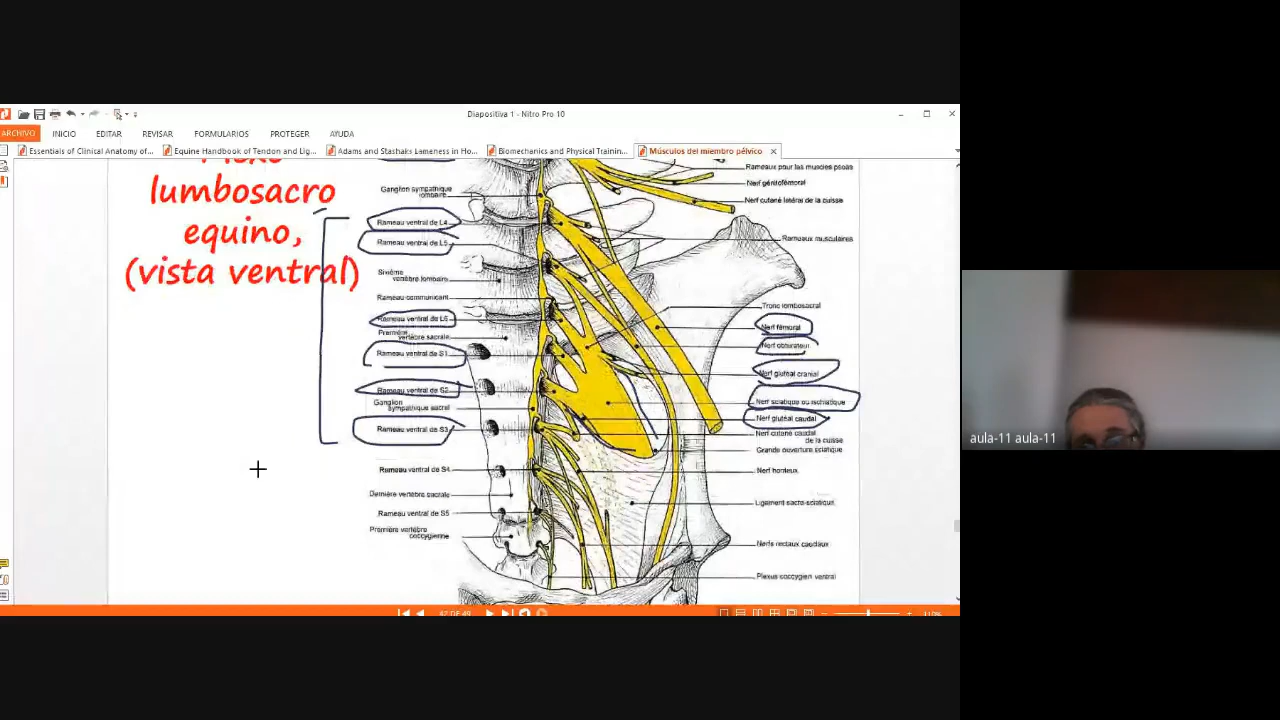 Diapositiva 1 - Nitro Pro 10
ARCHIVO INICIO EDITAR REVISAR FORMULARIOS PROTEGER AYUDA
Essentials of Clinical Anatomy of... Equine Handbook of Tendon and Lig... Adams and Stashaks Lameness in Ho... Biomechanics and Physical Training... Músculos del miembro pélvico
lumbosacro
equino,
(vista ventral)
Ganglion sympathique
lombaire
Rameau ventral de L4
Rameau ventral de L5
Sixième
vertèbre lombaire
Rameau communicant
Rameau ventral de L6
Première
vertèbre sacrale
Rameau ventral de S1
Rameau ventral de S2
Ganglion
sympathique sacral
Rameau ventral de S3
Rameau ventral de S4
Dernière vertèbre sacrale
Rameau ventral de S5
Première vertèbre
coccygienne
Rameaux pour les muscles psoas
Nerf génitofémoral
Nerf cutané latéral de la cuisse
Rameaux musculaires
Tronc lombosacral
Nerf fémoral
Nerf obturateur
Nerf glutéal cranial
Nerf sciatique ou ischiatique
Nerf glutéal caudal
Nerf cutané caudal
de la cuisse
Grande ouverture sciatique
Nerf honteux
Ligament sacro-sciatique
Nerfs rectaux caudaux
Plexus coccygien ventral
42 DE 49
110%
aula-11 aula-11